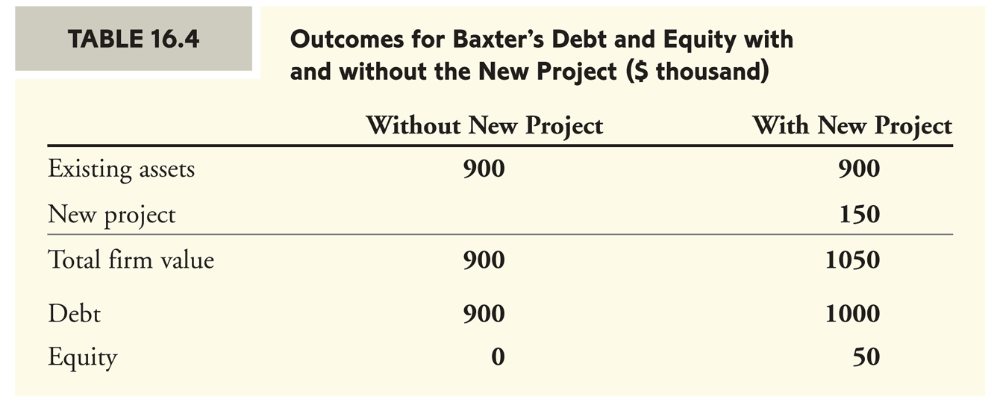 TABLE 16.4
Outcomes for Baxter’s Debt and Equity with
and without the New Project ($ thousand)
Without New Project With New Project
Existing assets 900 900
New project 150
Total firm value 900 1050
Debt 900 1000
Equity 0 50